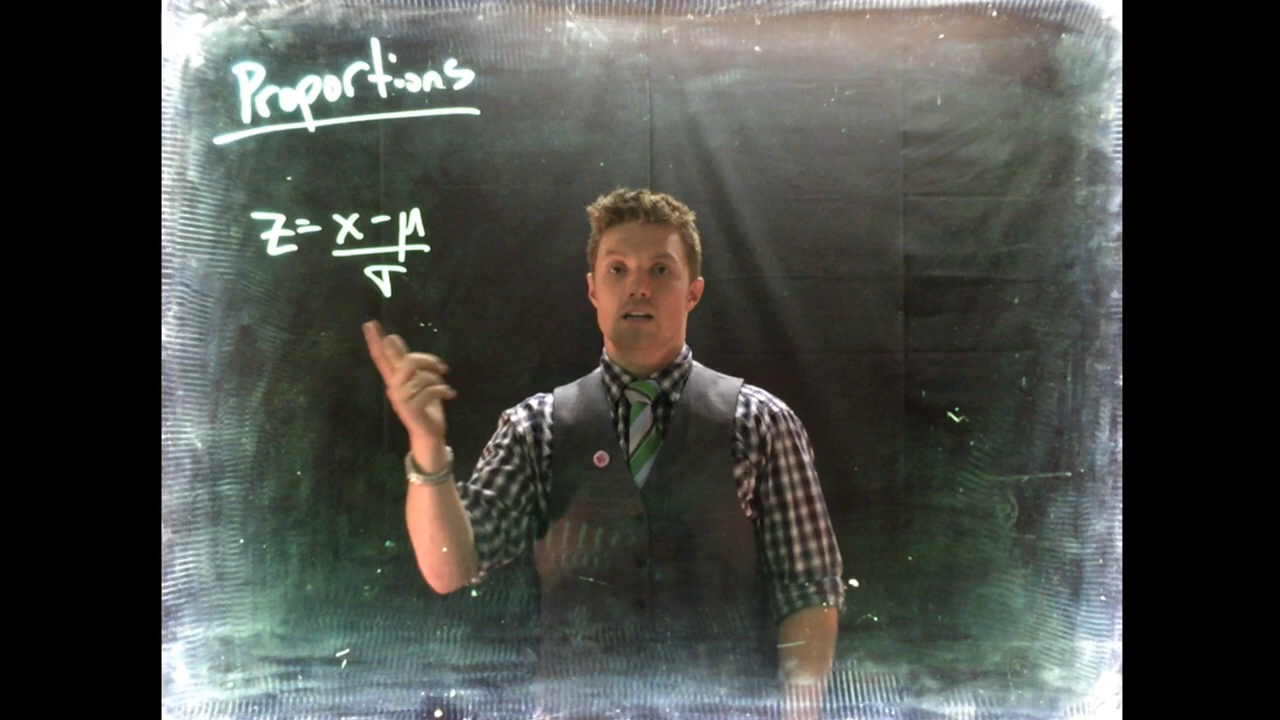 Proportions
z = x - μ
σ